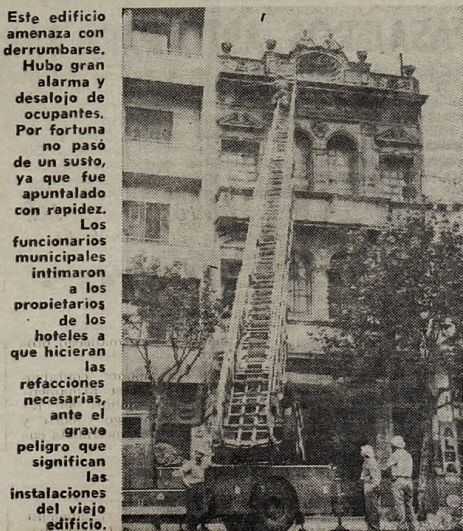 Este edificio
amenaza con
derrumbarse.
Hubo gran
alarma y
desalojo de
ocupantes.
Por fortuna
no pasó
de un susto,
ya que fue
apuntalado
con rapidez.
Los
funcionarios
municipales
intimaron
a los
propietarios
de los
hoteles a
que hicieran
las
refacciones
necesarias,
ante el
grave
peligro que
significan
las
instalaciones
del viejo
edificio.